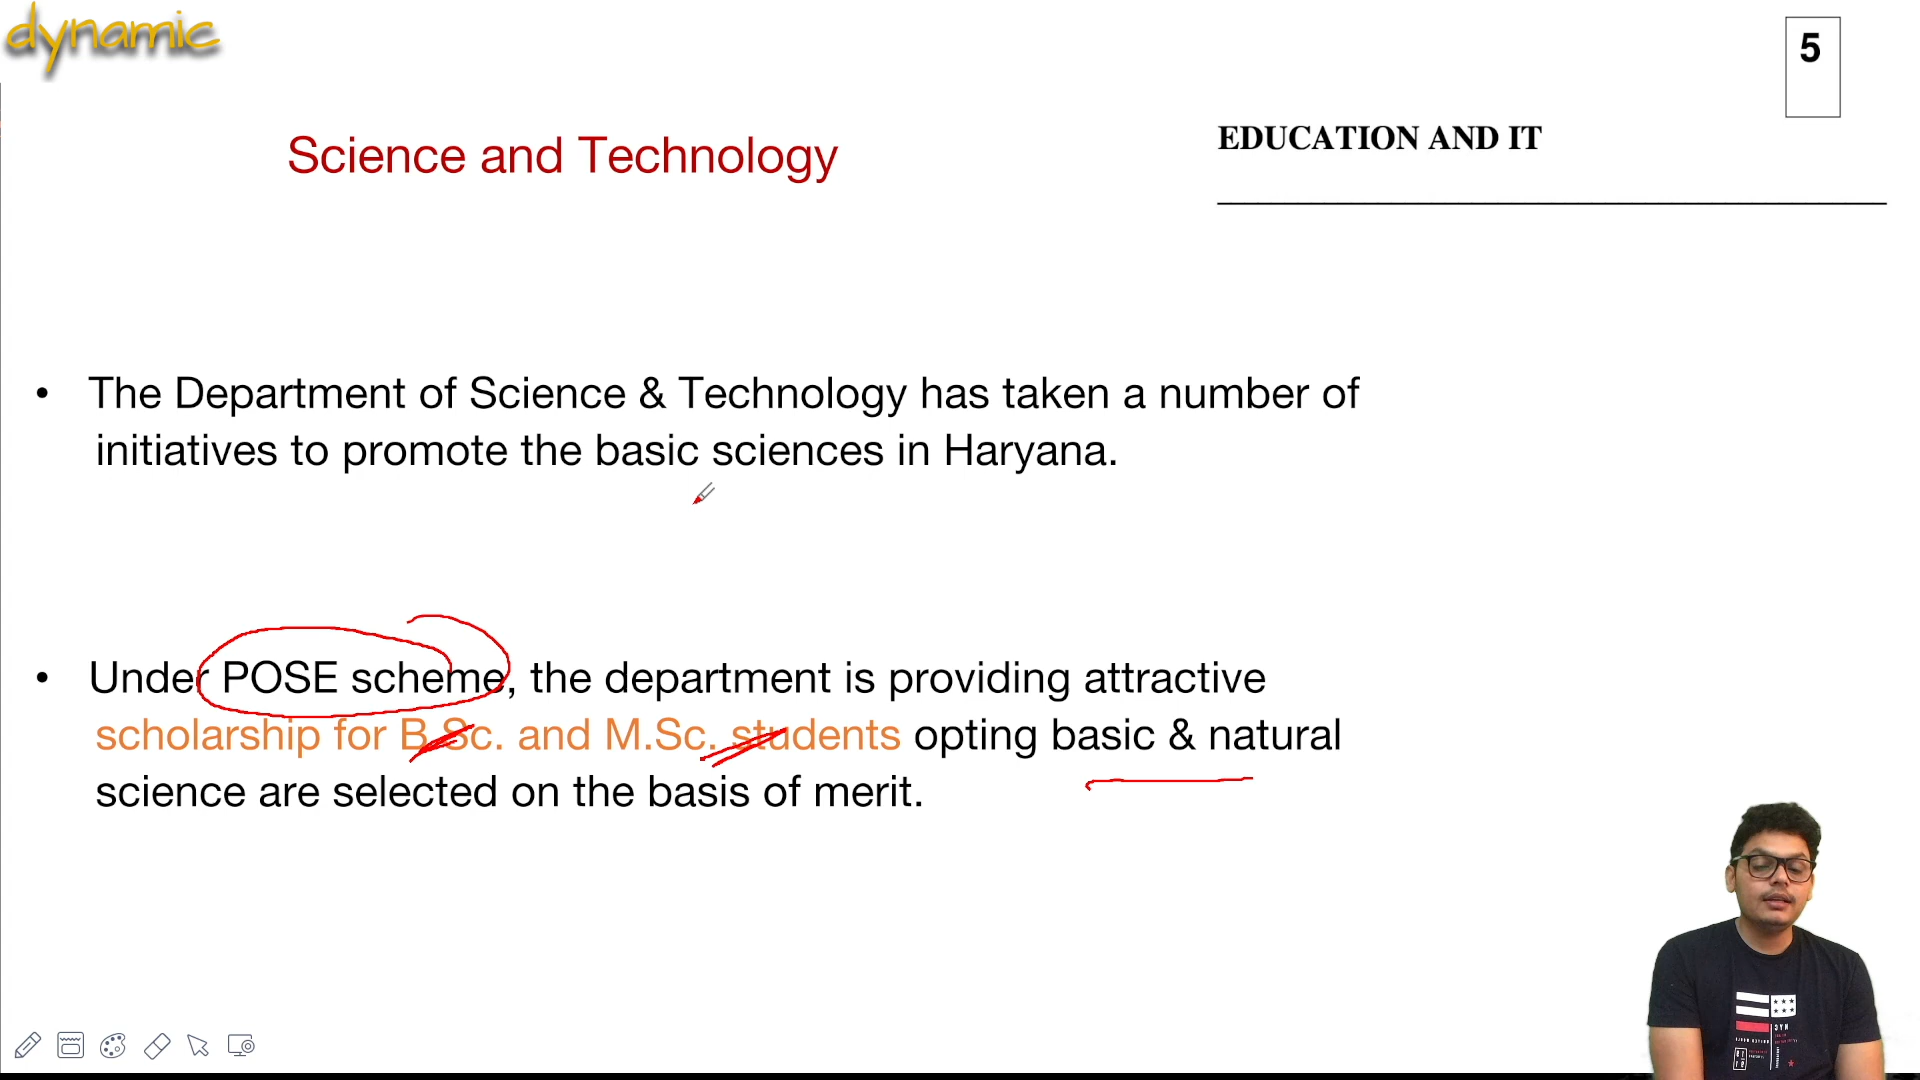 dynamic
5
EDUCATION AND IT
Science and Technology
• The Department of Science & Technology has taken a number of
initiatives to promote the basic sciences in Haryana.
• Under POSE scheme, the department is providing attractive
scholarship for B.Sc. and M.Sc. students opting basic & natural
science are selected on the basis of merit.